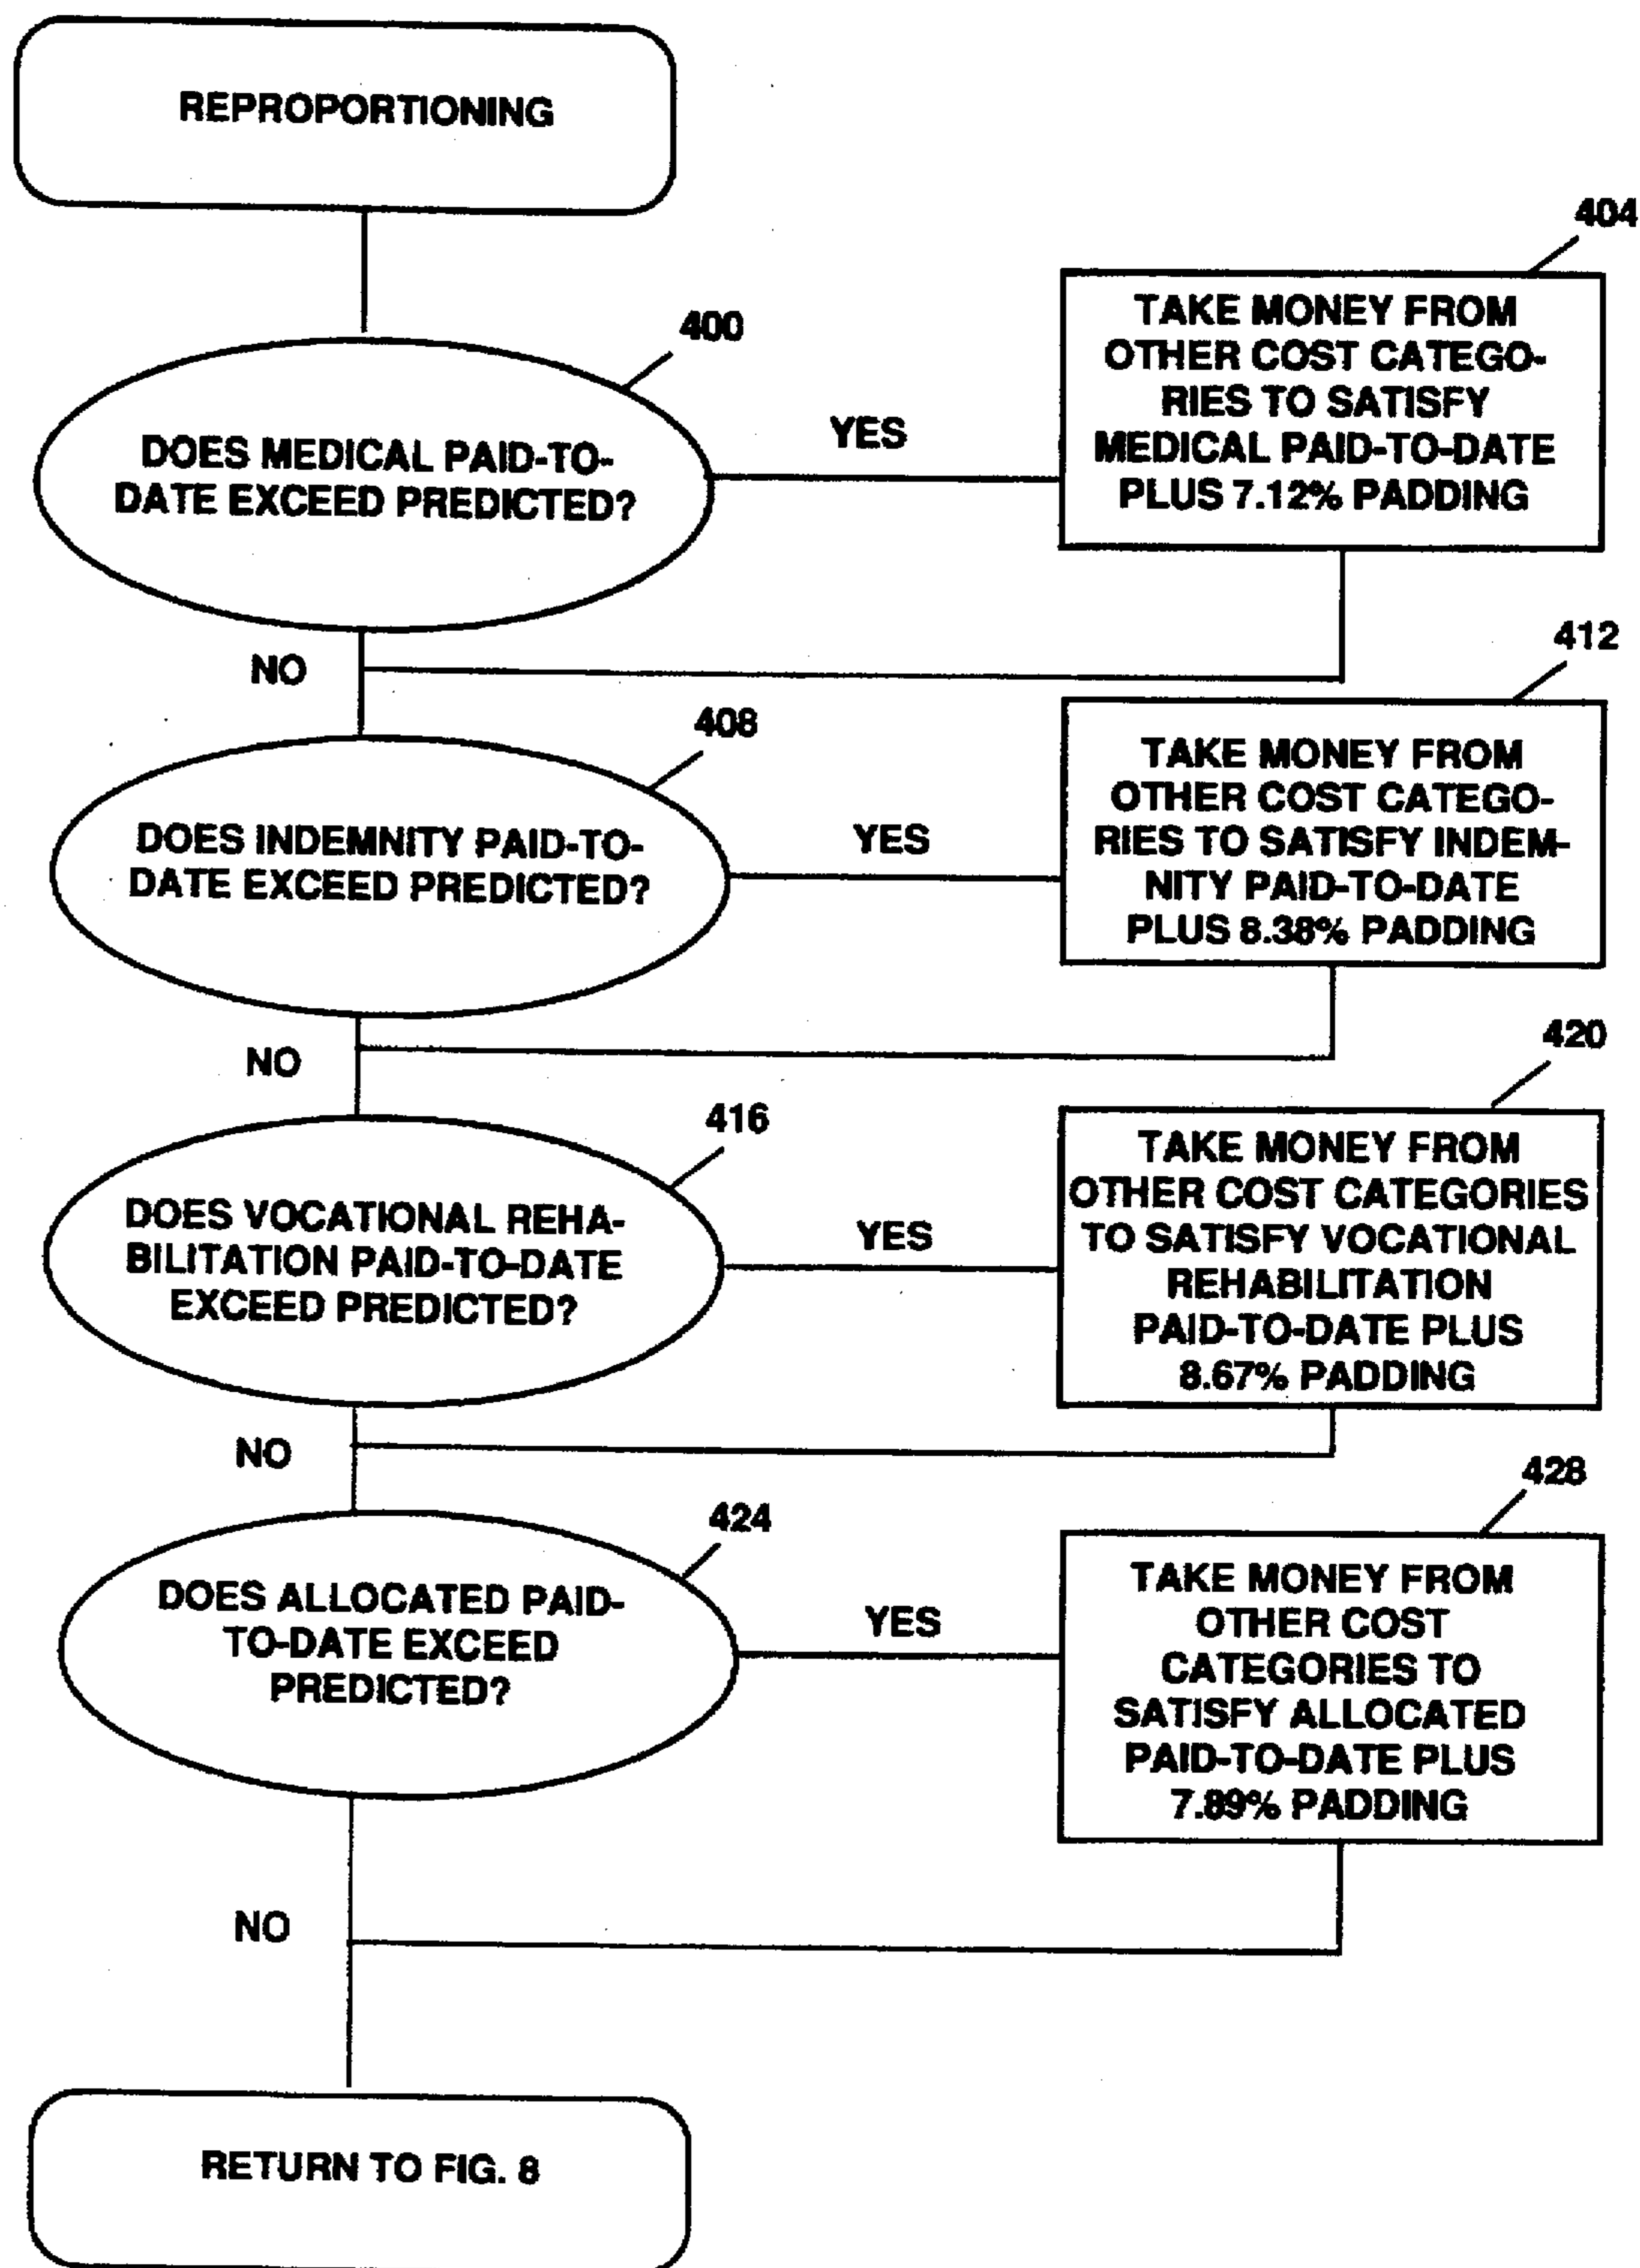 REPROPORTIONING
404
TAKE MONEY FROM
OTHER COST CATEGO-
RIES TO SATISFY
MEDICAL PAID-TO-DATE
PLUS 7.12% PADDING
400
DOES MEDICAL PAID-TO-
DATE EXCEED PREDICTED?
YES
NO
412
TAKE MONEY FROM
OTHER COST CATEGO-
RIES TO SATISFY INDEM-
NITY PAID-TO-DATE
PLUS 8.38% PADDING
408
DOES INDEMNITY PAID-TO-
DATE EXCEED PREDICTED?
YES
NO
420
TAKE MONEY FROM
OTHER COST CATEGORIES
TO SATISFY VOCATIONAL
REHABILITATION
PAID-TO-DATE PLUS
8.67% PADDING
416
DOES VOCATIONAL REHA-
BILITATION PAID-TO-DATE
EXCEED PREDICTED?
YES
NO
428
TAKE MONEY FROM
OTHER COST
CATEGORIES TO
SATISFY ALLOCATED
PAID-TO-DATE PLUS
7.89% PADDING
424
DOES ALLOCATED PAID-
TO-DATE EXCEED
PREDICTED?
YES
NO
RETURN TO FIG. 8